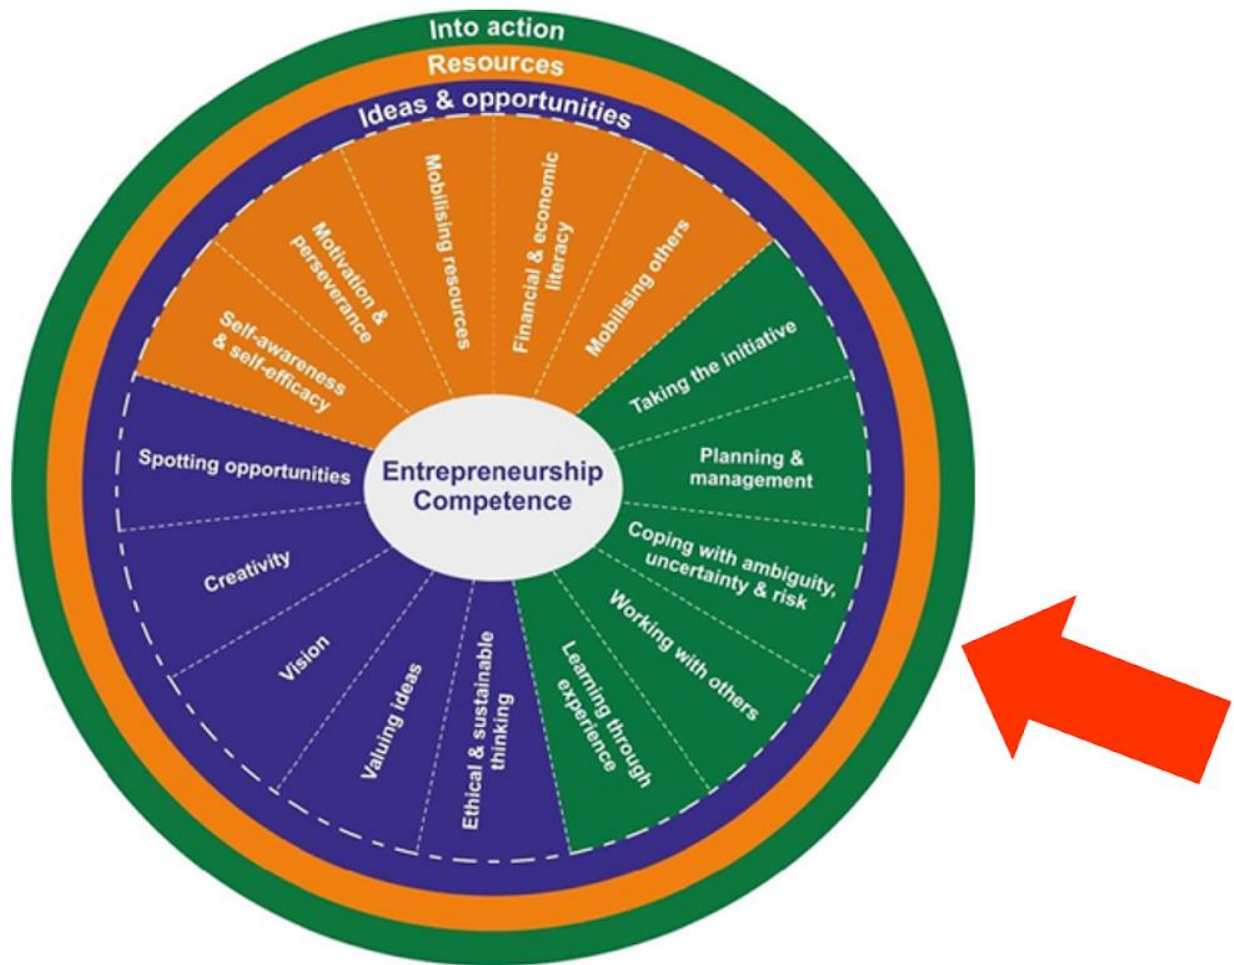 Into action
Resources
Ideas & opportunities
Mobilising resources
Financial & economic
literacy
Mobilising others
Motivation &
perseverance
Self-awareness
& self-efficacy
Taking the initiative
Planning &
management
Spotting opportunities
Entrepreneurship
Competence
Coping with ambiguity,
uncertainty & risk
Creativity
Working with others
Vision
Valuing ideas
Ethical & sustainable
thinking
Learning through
experience